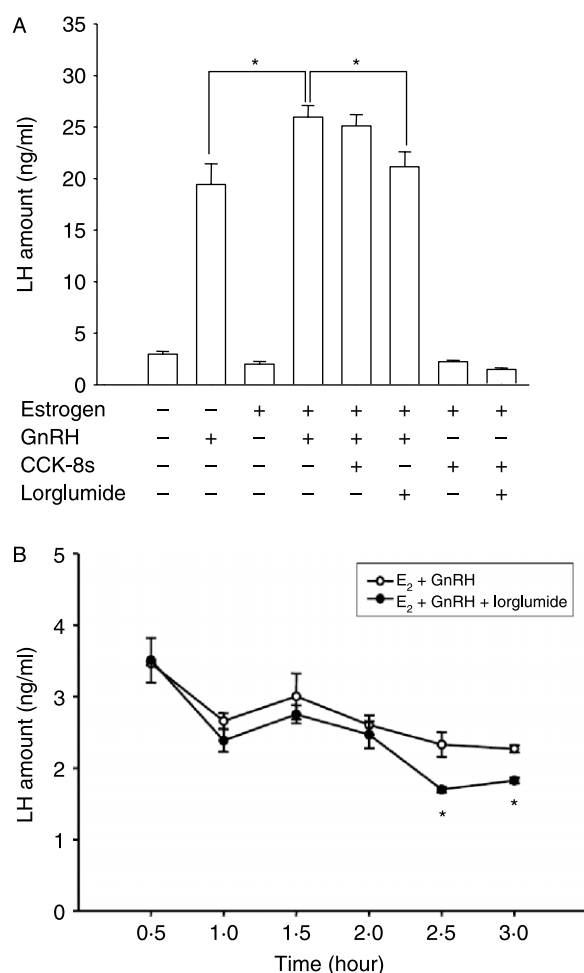 A
* *
LH amount (ng/ml)
35
30
25
20
15
10
5
0
Estrogen – – + + + + + +
GnRH – + – + + + – –
CCK-8s – – – – + + + +
Lorglumide – – – – – + – +
B
LH amount (ng/ml)
5
4
3
2
1
0
E2 + GnRH
E2 + GnRH + lorglumide
* *
0·5 1·0 1·5 2·0 2·5 3·0
Time (hour)